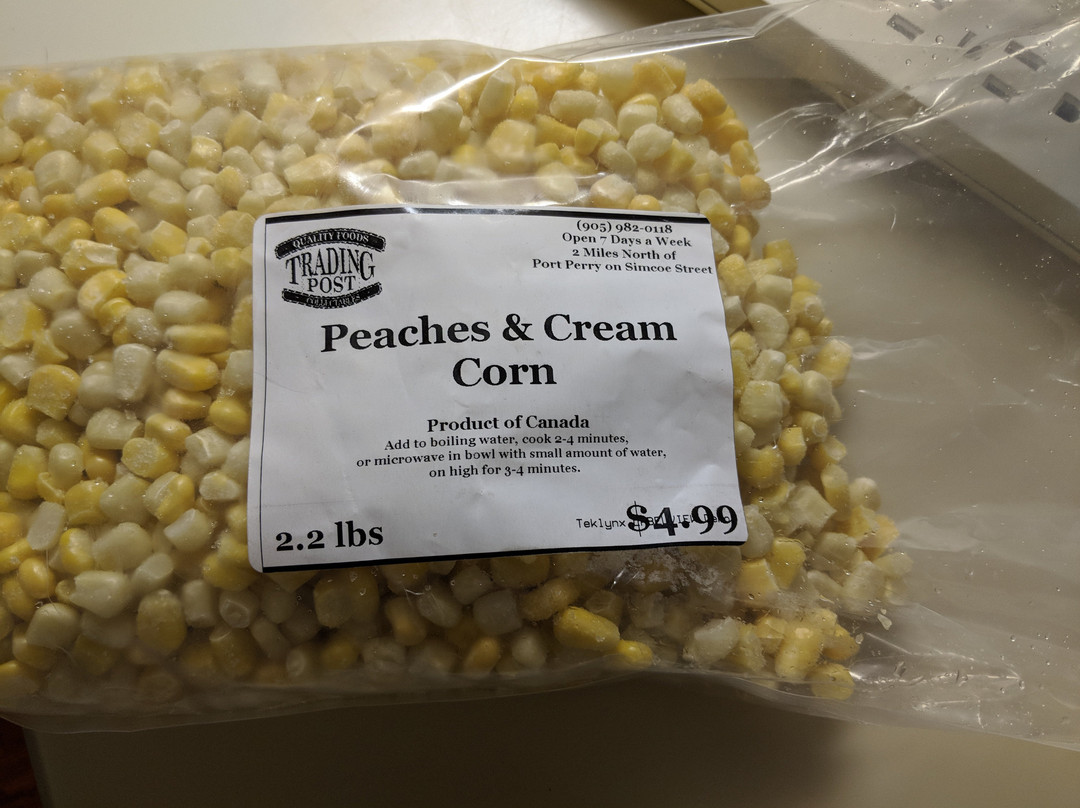 QUALITY FOODS
TRADING
POST
COLLECTABLES
(905) 982-0118
Open 7 Days a Week
2 Miles North of
Port Perry on Simcoe Street
Peaches & Cream
Corn
Product of Canada
Add to boiling water, cook 2-4 minutes,
or microwave in bowl with small amount of water,
on high for 3-4 minutes.
2.2 lbs
Teklynx
$4.99